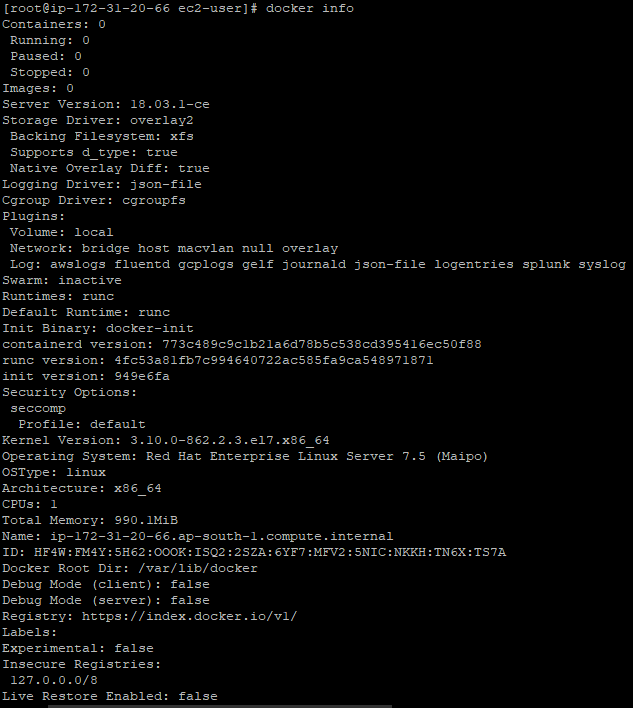 [root@ip-172-31-20-66 ec2-user]# docker info
Containers: 0
 Running: 0
 Paused: 0
 Stopped: 0
Images: 0
Server Version: 18.03.1-ce
Storage Driver: overlay2
 Backing Filesystem: xfs
 Supports d_type: true
 Native Overlay Diff: true
Logging Driver: json-file
Cgroup Driver: cgroupfs
Plugins:
 Volume: local
 Network: bridge host macvlan null overlay
 Log: awslogs fluentd gcplogs gelf journald json-file logentries splunk syslog
Swarm: inactive
Runtimes: runc
Default Runtime: runc
Init Binary: docker-init
containerd version: 773c489c9c1b21a6d78b5c538cd395416ec50f88
runc version: 4fc53a81fb7c994640722ac585fa9ca548971871
init version: 949e6fa
Security Options:
 seccomp
  Profile: default
Kernel Version: 3.10.0-862.2.3.el7.x86_64
Operating System: Red Hat Enterprise Linux Server 7.5 (Maipo)
OSType: linux
Architecture: x86_64
CPUs: 1
Total Memory: 990.1MiB
Name: ip-172-31-20-66.ap-south-1.compute.internal
ID: HF4W:FM4Y:5H62:OOOK:ISQ2:2SZA:6YF7:MFV2:5NIC:NKKH:TN6X:TS7A
Docker Root Dir: /var/lib/docker
Debug Mode (client): false
Debug Mode (server): false
Registry: https://index.docker.io/v1/
Labels:
Experimental: false
Insecure Registries:
 127.0.0.0/8
Live Restore Enabled: false